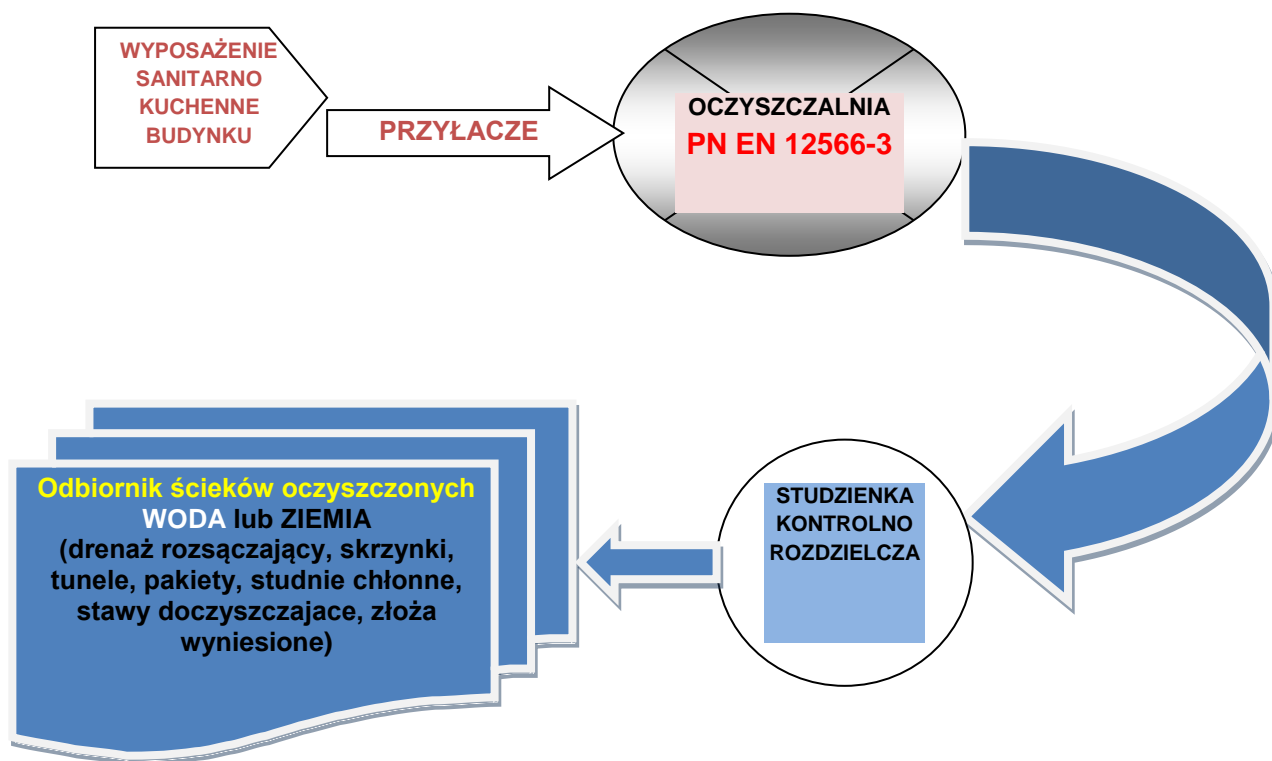 WYPOSAŻENIE
SANITARNO
KUCHENNE
BUDYNKU
PRZYŁACZE
OCZYSZCZALNIA
PN EN 12566-3
STUDZIENKA
KONTROLNO
ROZDZIELCZA
Odbiornik ścieków oczyszczonych
WODA lub ZIEMIA
(drenaż rozsączający, skrzynki,
tunele, pakiety, studnie chłonne,
stawy doczyszczajace, złoża
wyniesione)